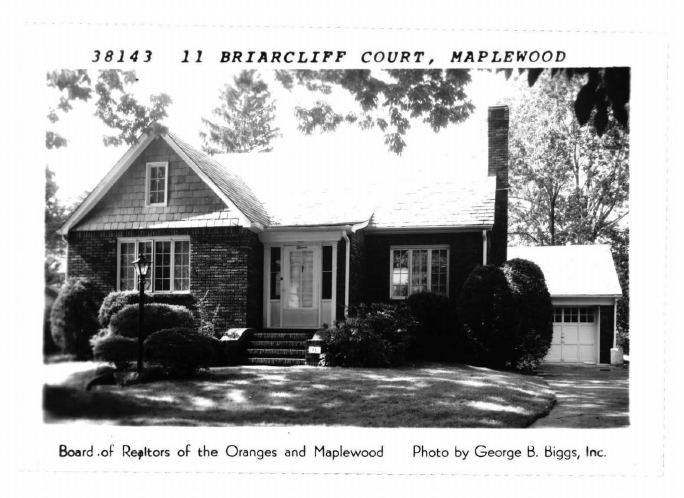 38143 11 BRIARCLIFF COURT, MAPLEWOOD
Board of Realtors of the Oranges and Maplewood Photo by George B. Biggs, Inc.